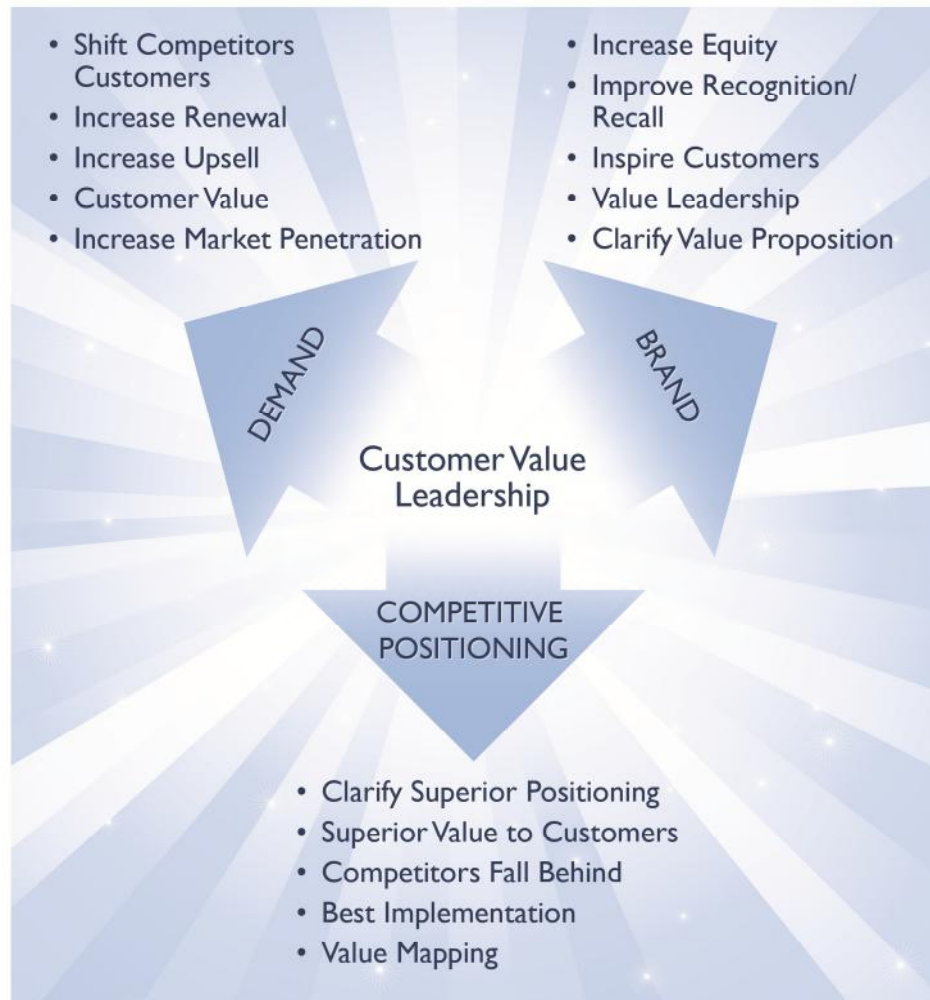 • Shift Competitors
Customers
• Increase Renewal
• Increase Upsell
• Customer Value
• Increase Market Penetration
• Increase Equity
• Improve Recognition/
Recall
• Inspire Customers
• Value Leadership
• Clarify Value Proposition
DEMAND
BRAND
Customer Value
Leadership
COMPETITIVE
POSITIONING
• Clarify Superior Positioning
• Superior Value to Customers
• Competitors Fall Behind
• Best Implementation
• Value Mapping